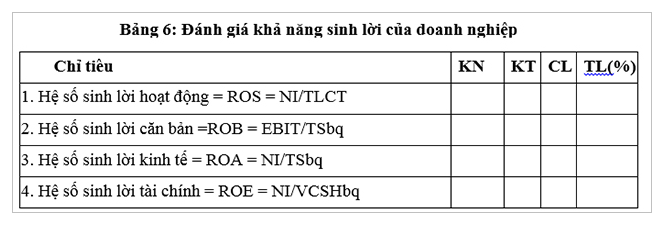 Bảng 6: Đánh giá khả năng sinh lời của doanh nghiệp
Chỉ tiêu KN KT CL TL(%)
1. Hệ số sinh lời hoạt động = ROS = NI/TLCT
2. Hệ số sinh lời căn bản =ROB = EBIT/TSbq
3. Hệ số sinh lời kinh tế = ROA = NI/TSbq
4. Hệ số sinh lời tài chính = ROE = NI/VCSHbq